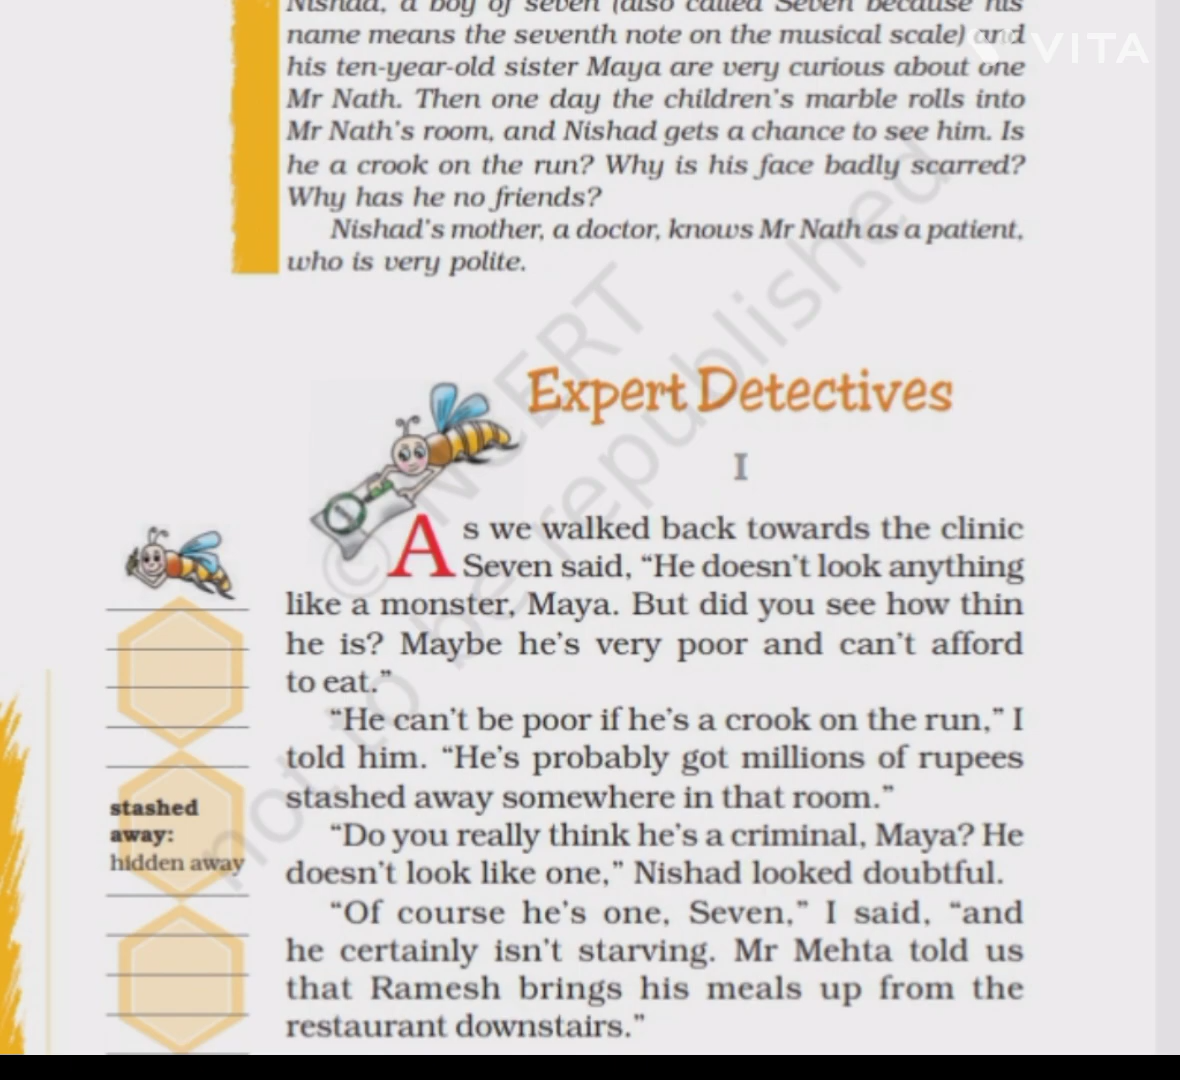 Nishad, a boy of seven (also called Seven because his
name means the seventh note on the musical scale) and
his ten-year-old sister Maya are very curious about one
Mr Nath. Then one day the children's marble rolls into
Mr Nath's room, and Nishad gets a chance to see him. Is
he a crook on the run? Why is his face badly scarred?
Why has he no friends?
Nishad's mother, a doctor, knows Mr Nath as a patient,
who is very polite.
VITA
© NCERT
not to be republished
Expert Detectives
I
As we walked back towards the clinic
Seven said, “He doesn't look anything
like a monster, Maya. But did you see how thin
he is? Maybe he's very poor and can't afford
to eat.”
“He can't be poor if he's a crook on the run,” I
told him. “He's probably got millions of rupees
stashed away somewhere in that room.”
“Do you really think he's a criminal, Maya? He
doesn't look like one,” Nishad looked doubtful.
“Of course he's one, Seven,” I said, “and
he certainly isn't starving. Mr Mehta told us
that Ramesh brings his meals up from the
restaurant downstairs.”
stashed
away:
hidden away